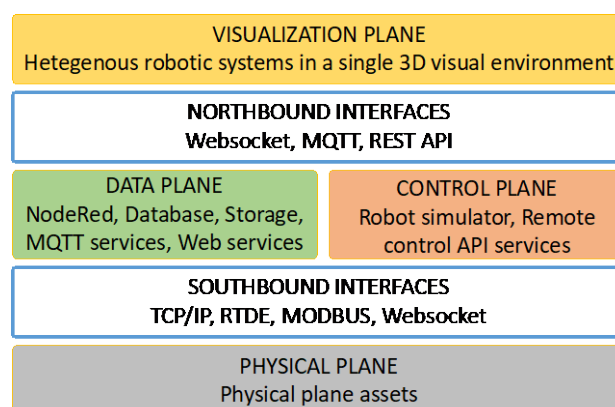 VISUALIZATION PLANE
Hetegenous robotic systems in a single 3D visual environment
NORTHBOUND INTERFACES
Websocket, MQTT, REST API
DATA PLANE
NodeRed, Database, Storage,
MQTT services, Web services
CONTROL PLANE
Robot simulator, Remote
control API services
SOUTHBOUND INTERFACES
TCP/IP, RTDE, MODBUS, Websocket
PHYSICAL PLANE
Physical plane assets